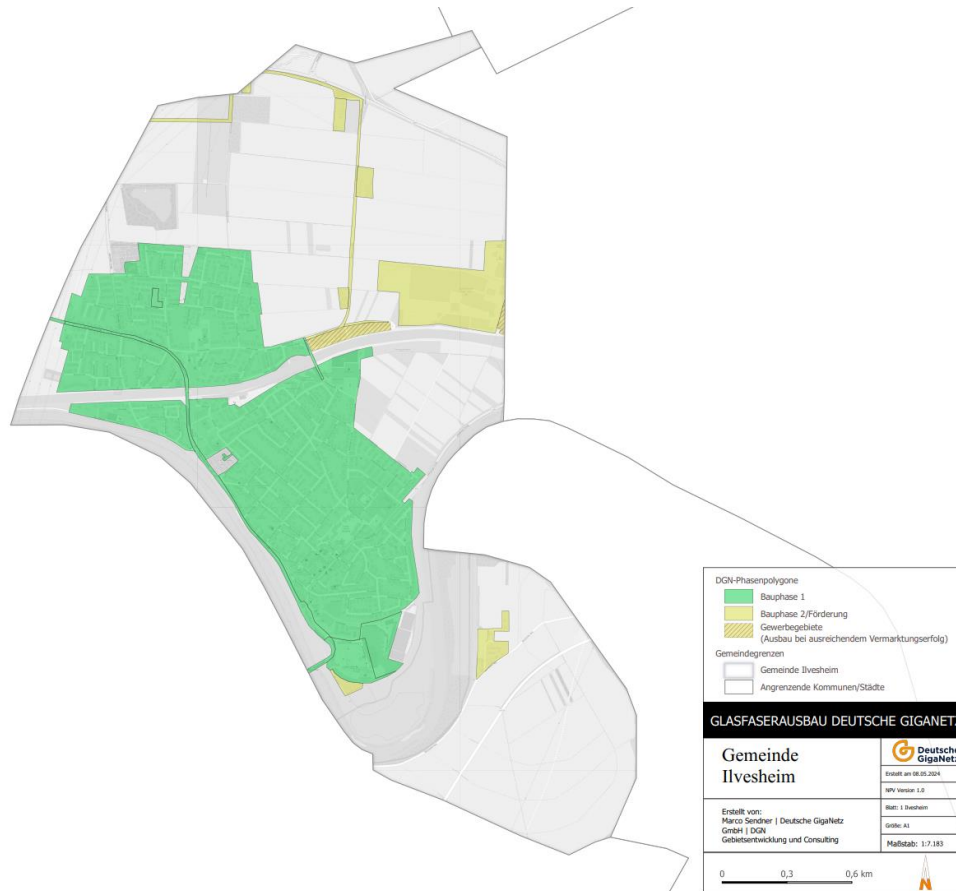 DGN-Phasenpolygone
Bauphase 1
Bauphase 2/Förderung
Gewerbegebiete
(Ausbau bei ausreichendem Vermarktungserfolg)
Gemeindegrenzen
Gemeinde Ilvesheim
Angrenzende Kommunen/Städte
GLASFASERAUSBAU DEUTSCHE GIGANETZ
Gemeinde
Ilvesheim
Deutsche
GigaNetz
Erstellt am 08.05.2024
NPV Version 1.0
Blatt: 1 Ilvesheim
Größe: A1
Maßstab: 1:7.183
Erstellt von:
Marco Sendner | Deutsche GigaNetz
GmbH | DGN
Gebietsentwicklung und Consulting
0 0,3 0,6 km
N